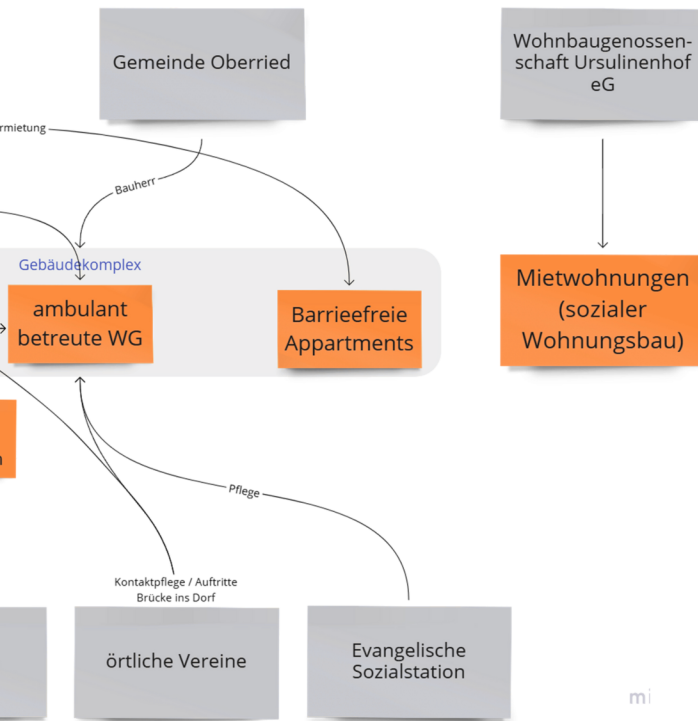 Gemeinde Oberried
Wohnbaugenossen-
schaft Ursulinenhof
eG
rmietung
Bauherr
Gebäudekomplex
ambulant
betreute WG
Barrieefreie
Appartments
Mietwohnungen
(sozialer
Wohnungsbau)
n
Pflege
Kontaktpflege / Auftritte
Brücke ins Dorf
örtliche Vereine
Evangelische
Sozialstation
mi